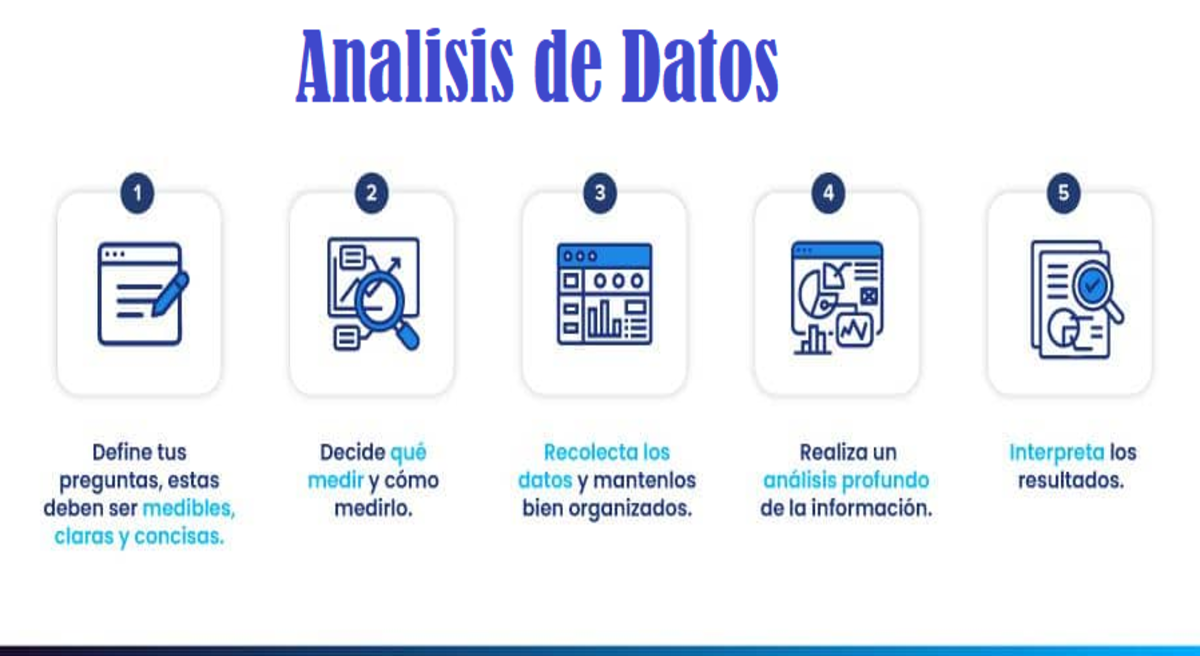 Analisis de Datos
1
Define tus
preguntas, estas
deben ser medibles,
claras y concisas.
2
Decide qué
medir y cómo
medirlo.
3
Recolecta los
datos y mantenlos
bien organizados.
4
Realiza un
análisis profundo
de la información.
5
Interpreta los
resultados.